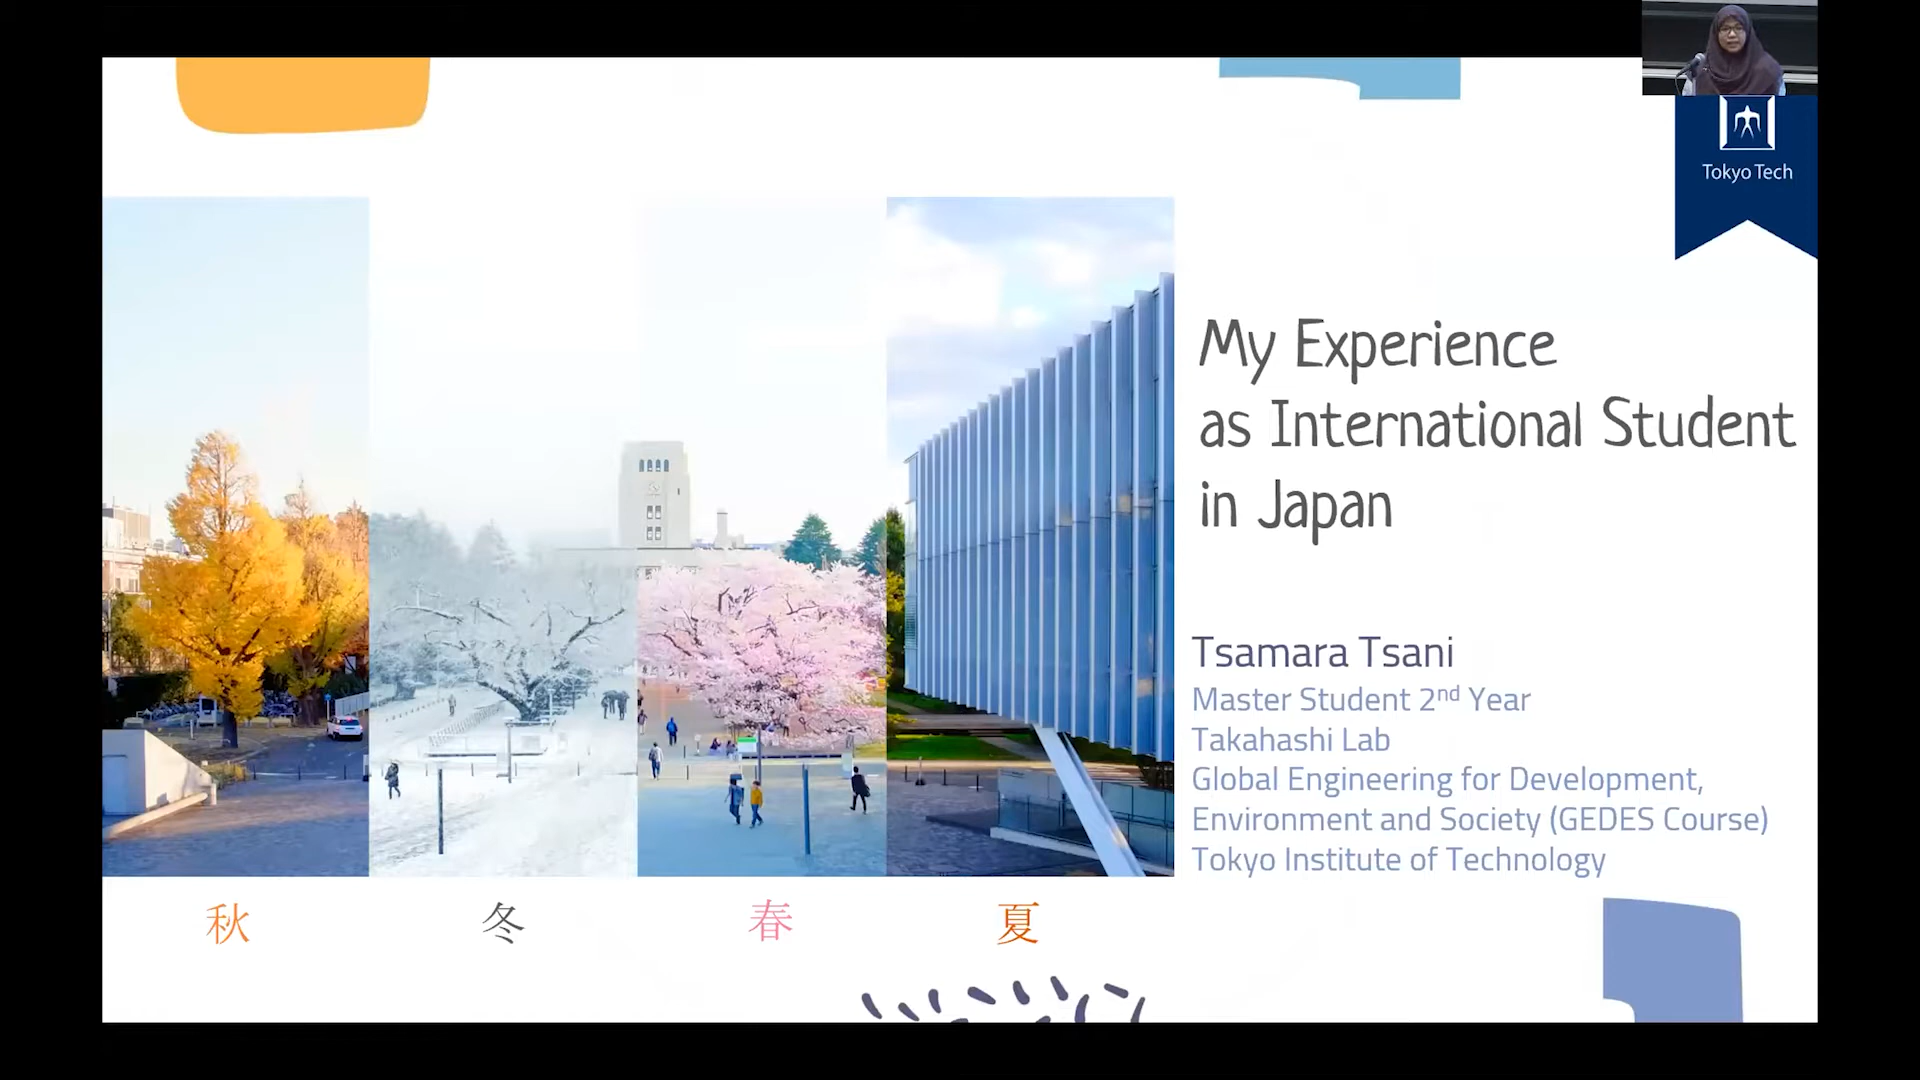 Tokyo Tech
My Experience
as International Student
in Japan
Tsamara Tsani
Master Student 2nd Year
Takahashi Lab
Global Engineering for Development,
Environment and Society (GEDES Course)
Tokyo Institute of Technology
秋 冬 春 夏